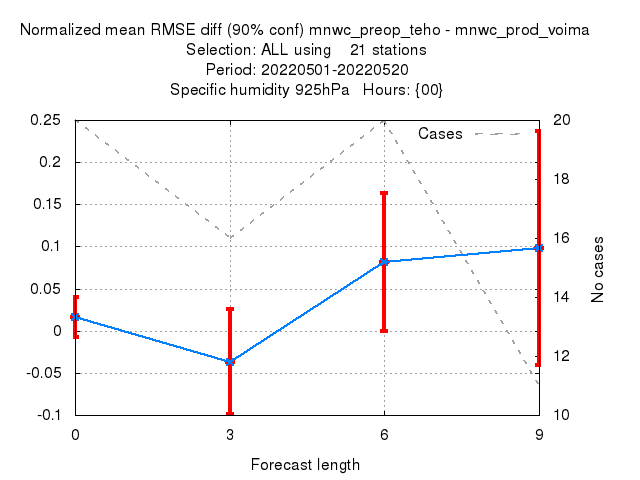 Normalized mean RMSE diff (90% conf) mnwc_preop_teho - mnwc_prod_voima
Selection: ALL using    21 stations
Period: 20220501-20220520
Specific humidity 925hPa   Hours: {00}
Cases
0.25
0.2
0.15
0.1
0.05
0
-0.05
-0.1
20
18
16
14
12
10
No cases
0
3
6
9
Forecast length